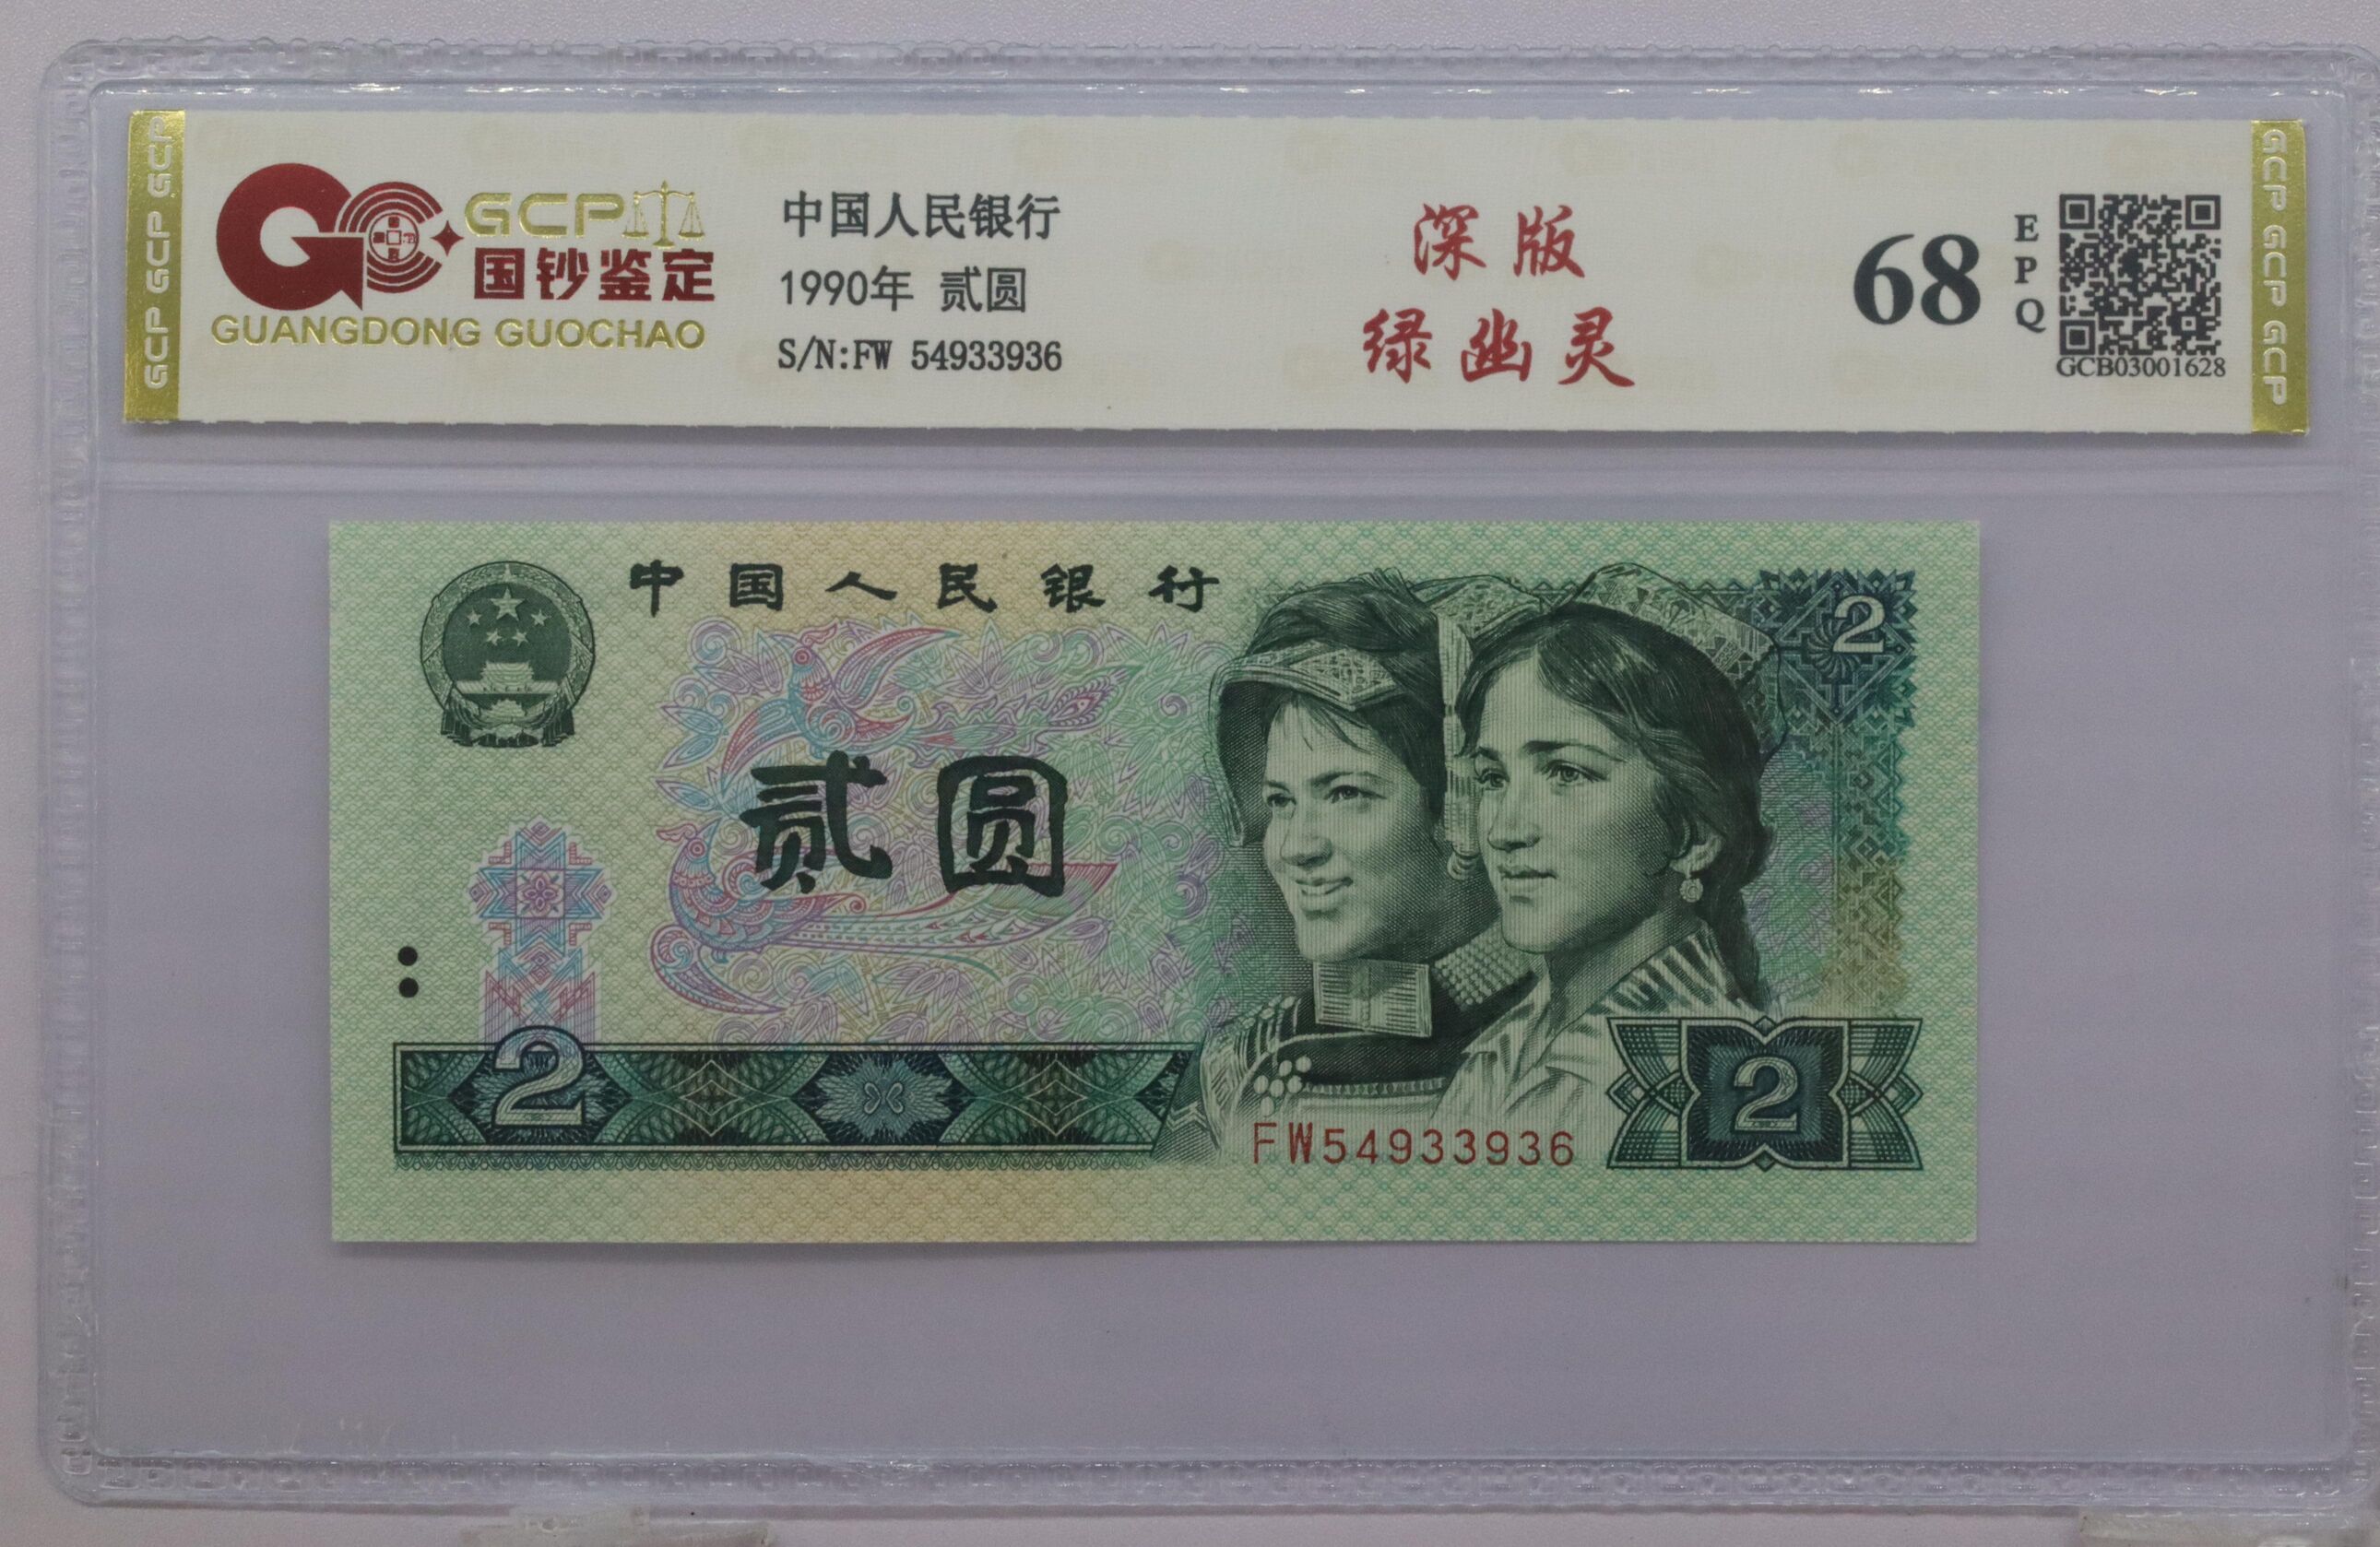 GCP GCP GCP
GCP
国钞鉴定
GUANGDONG GUOCHAO
中国人民银行
1990年 贰圆
S/N:FW 54933936
深版
绿幽灵
68
EPQ
GCB03001628
GCP GCP GCP
中国人民银行
2
贰圆
2
FW54933936
2